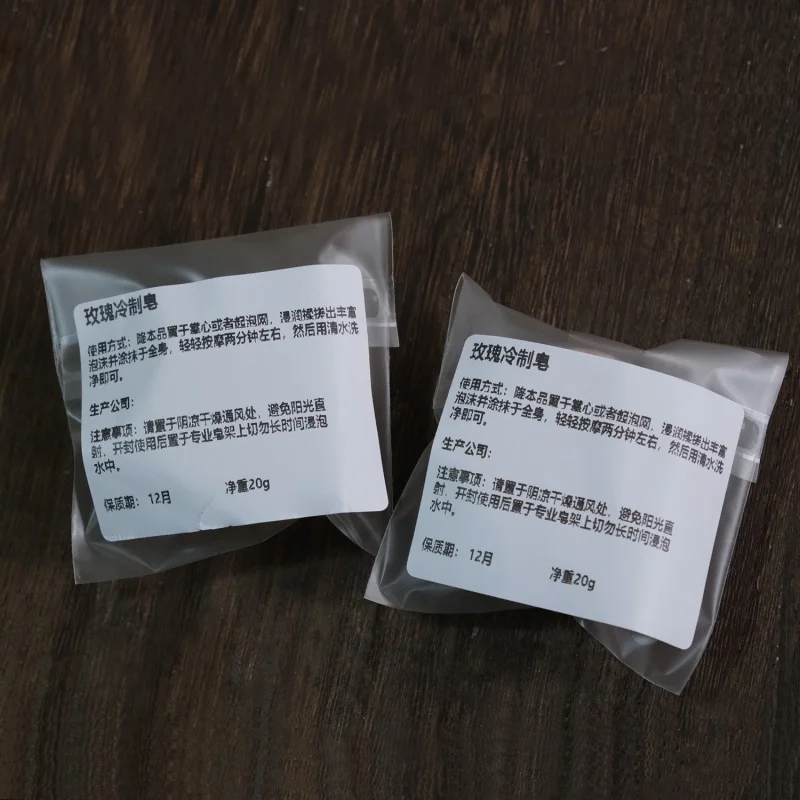 玫瑰冷制皂
使用方式：隆本品置于掌心或者起泡网，浸润揉搓出丰富
泡沫并涂抹于全身，轻轻按摩两分钟左右，然后用清水洗
净即可。
生产公司：
注意事项：请置于阴凉干燥通风处，避免阳光直
射，开封使用后置于专业皂架上切勿长时间浸泡
水中。
保质期：12月
净重20g
玫瑰冷制皂
使用方式：隆本品置于掌心或者起泡网，浸润揉搓出丰富
泡沫并涂抹于全身，轻轻按摩两分钟左右，然后用清水洗
净即可。
生产公司：
注意事项：请置于阴凉干燥通风处，避免阳光直
射，开封使用后置于专业皂架上切勿长时间浸泡
水中。
保质期：12月
净重20g